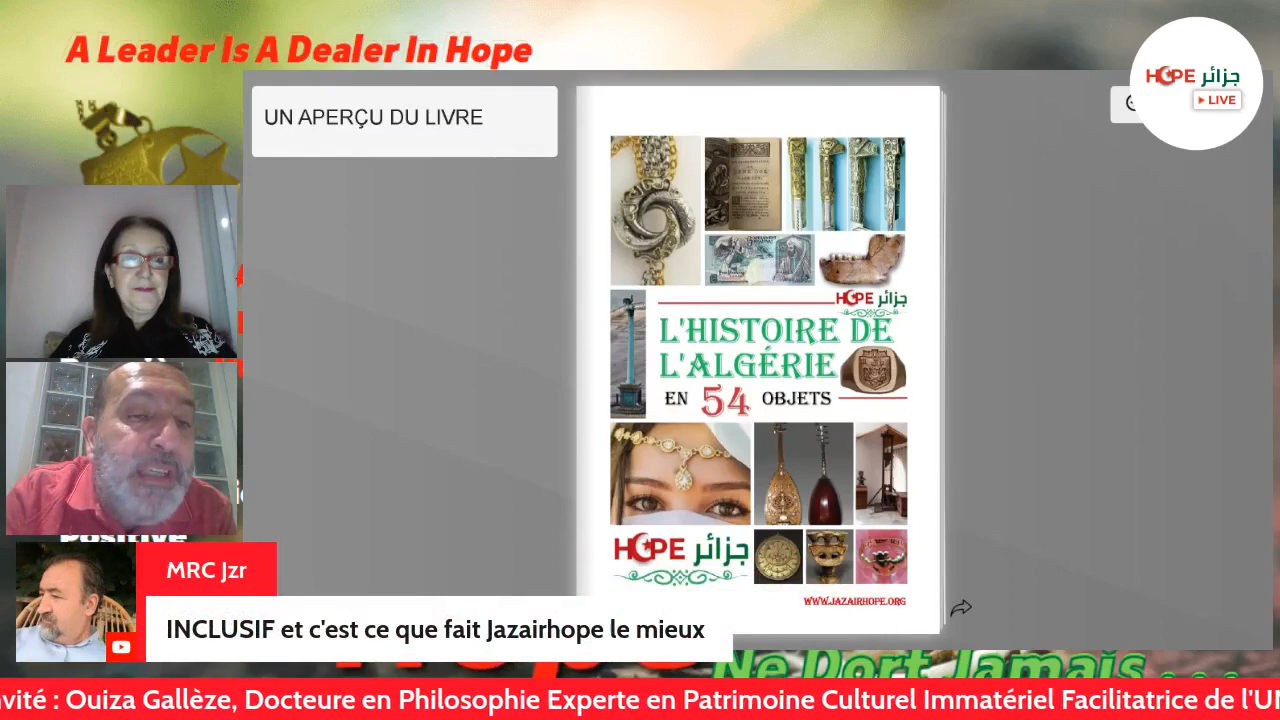 A Leader Is A Dealer In Hope
HOPE جزائر
LIVE
UN APERÇU DU LIVRE
HOPE جزائر
L'HISTOIRE DE
L'ALGÉRIE
EN 54 OBJETS
HOPE جزائر
WWW.JAZAIRHOPE.ORG
Positive
MRC Jzr
INCLUSIF et c'est ce que fait Jazairhope le mieux
Ne Dort Jamais . . .
nvité : Ouiza Gallèze, Docteure en Philosophie Experte en Patrimoine Culturel Immatériel Facilitatrice de l'U